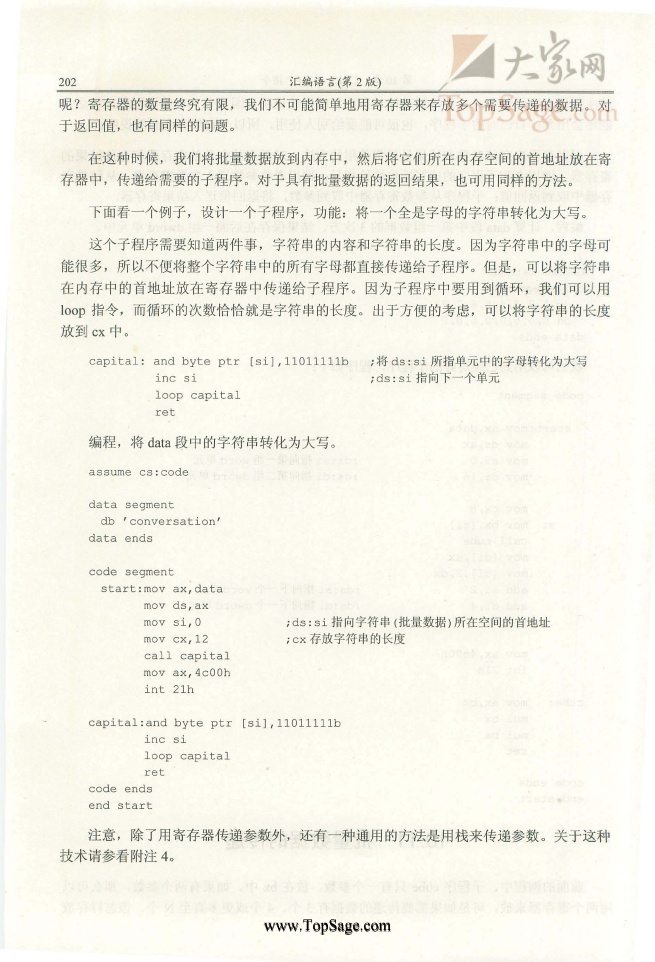 大家网
TopSage.com
202
汇编语言(第 2 版)
呢？寄存器的数量终究有限，我们不可能简单地用寄存器来存放多个需要传递的数据。对
于返回值，也有同样的问题。
在这种时候，我们将批量数据放到内存中，然后将它们所在内存空间的首地址放在寄
存器中，传递给需要的子程序。对于具有批量数据的返回结果，也可用同样的方法。
下面看一个例子，设计一个子程序，功能：将一个全是字母的字符串转化为大写。
这个子程序需要知道两件事，字符串的内容和字符串的长度。因为字符串中的字母可
能很多，所以不便将整个字符串中的所有字母都直接传递给子程序。但是，可以将字符串
在内存中的首地址放在寄存器中传递给子程序。因为子程序中要用到循环，我们可以用
loop 指令，而循环的次数恰恰就是字符串的长度。出于方便的考虑，可以将字符串的长度
放到 cx 中。
capital: and byte ptr [si],11011111b ;将 ds:si 所指单元中的字母转化为大写
inc si ;ds:si 指向下一个单元
loop capital
ret
编程，将 data 段中的字符串转化为大写。
assume cs:code
data segment
db 'conversation'
data ends
code segment
start:mov ax,data
mov ds,ax
mov si,0 ;ds:si 指向字符串(批量数据)所在空间的首地址
mov cx,12 ;cx 存放字符串的长度
call capital
mov ax,4c00h
int 21h
capital:and byte ptr [si],11011111b
inc si
loop capital
ret
code ends
end start
注意，除了用寄存器传递参数外，还有一种通用的方法是用栈来传递参数。关于这种
技术请参看附注 4。
www.TopSage.com